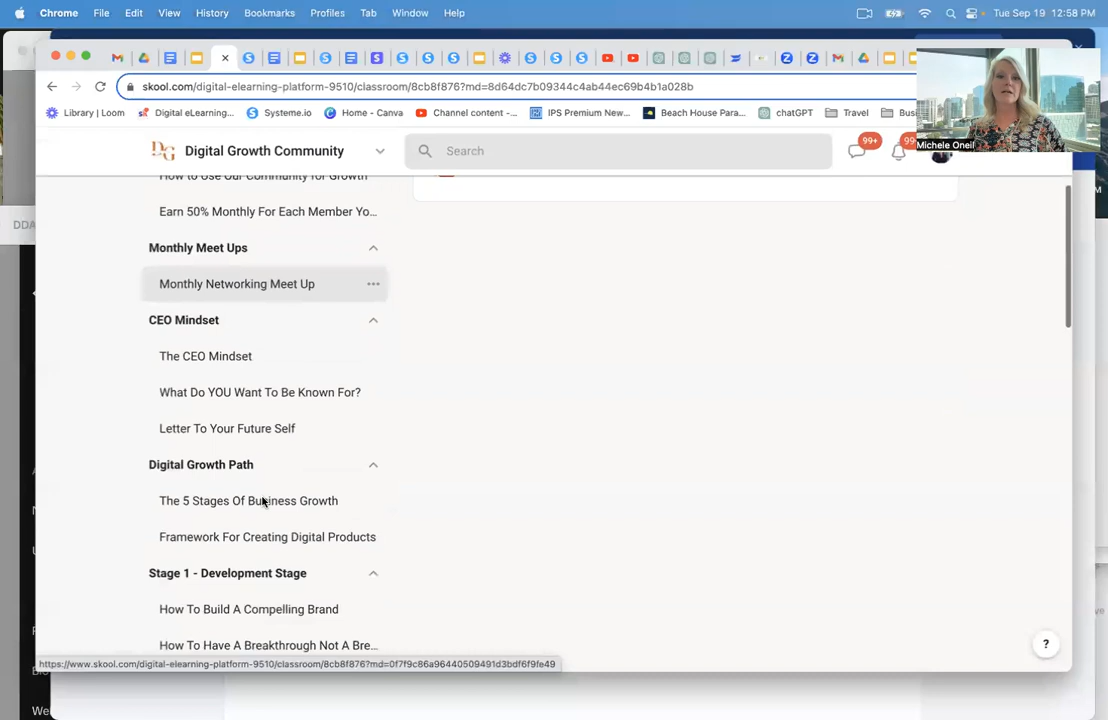 Chrome File Edit View History Bookmarks Profiles Tab Window Help Tue Sep 19 12:58 PM
skool.com/digital-elearning-platform-9510/classroom/8cb8f876?md=8d64dc7b09344c4ab44ec69b4b1a028b
Library | Loom Digital eLearning... Systeme.io Home - Canva Channel content -... IPS Premium New... Beach House Para... chatGPT Travel
Michele Oneil
DG Digital Growth Community Search 99+
How to Use Our Community for Growth
Earn 50% Monthly For Each Member Yo...
Monthly Meet Ups
Monthly Networking Meet Up
CEO Mindset
The CEO Mindset
What Do YOU Want To Be Known For?
Letter To Your Future Self
Digital Growth Path
The 5 Stages Of Business Growth
Framework For Creating Digital Products
Stage 1 - Development Stage
How To Build A Compelling Brand
How To Have A Breakthrough Not A Bre...
?
https://www.skool.com/digital-elearning-platform-9510/classroom/8cb8f876?md=0f7f9c86a96440509491d3bdf6f9fe49